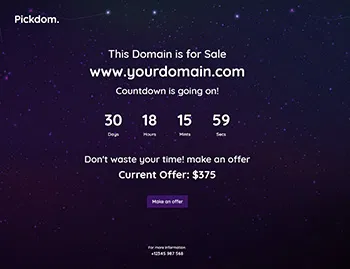 Pickdom.
This Domain is for Sale
www.yourdomain.com
Countdown is going on!
30 18 15 59
Days Hours Mints Secs
Don't waste your time! make an offer
Current Offer: $375
Make an offer
For more information:
+12345 987 548